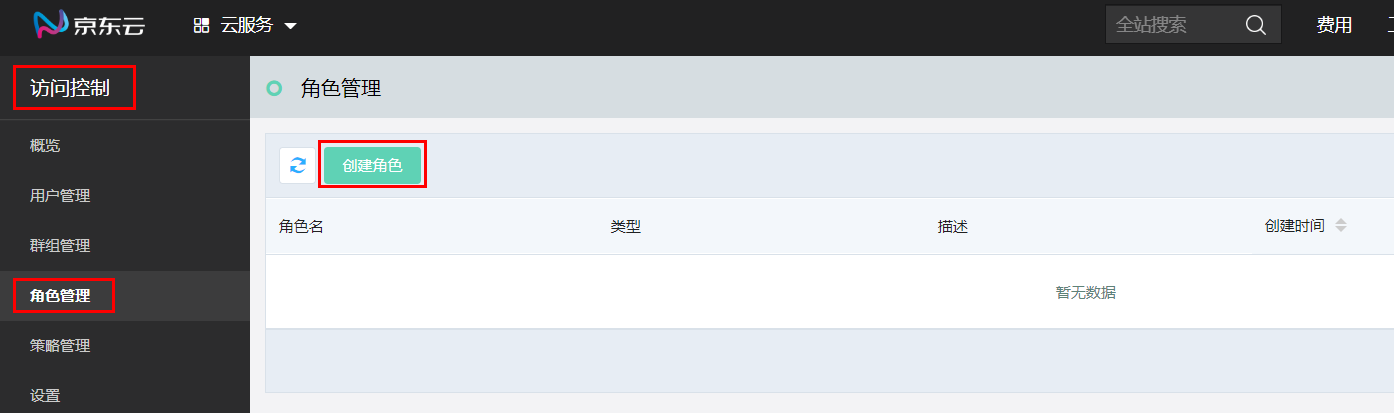 京东云 云服务 全站搜索 费用
访问控制
角色管理
概览
用户管理
群组管理
角色管理
策略管理
设置
创建角色
角色名 类型 描述 创建时间
暂无数据